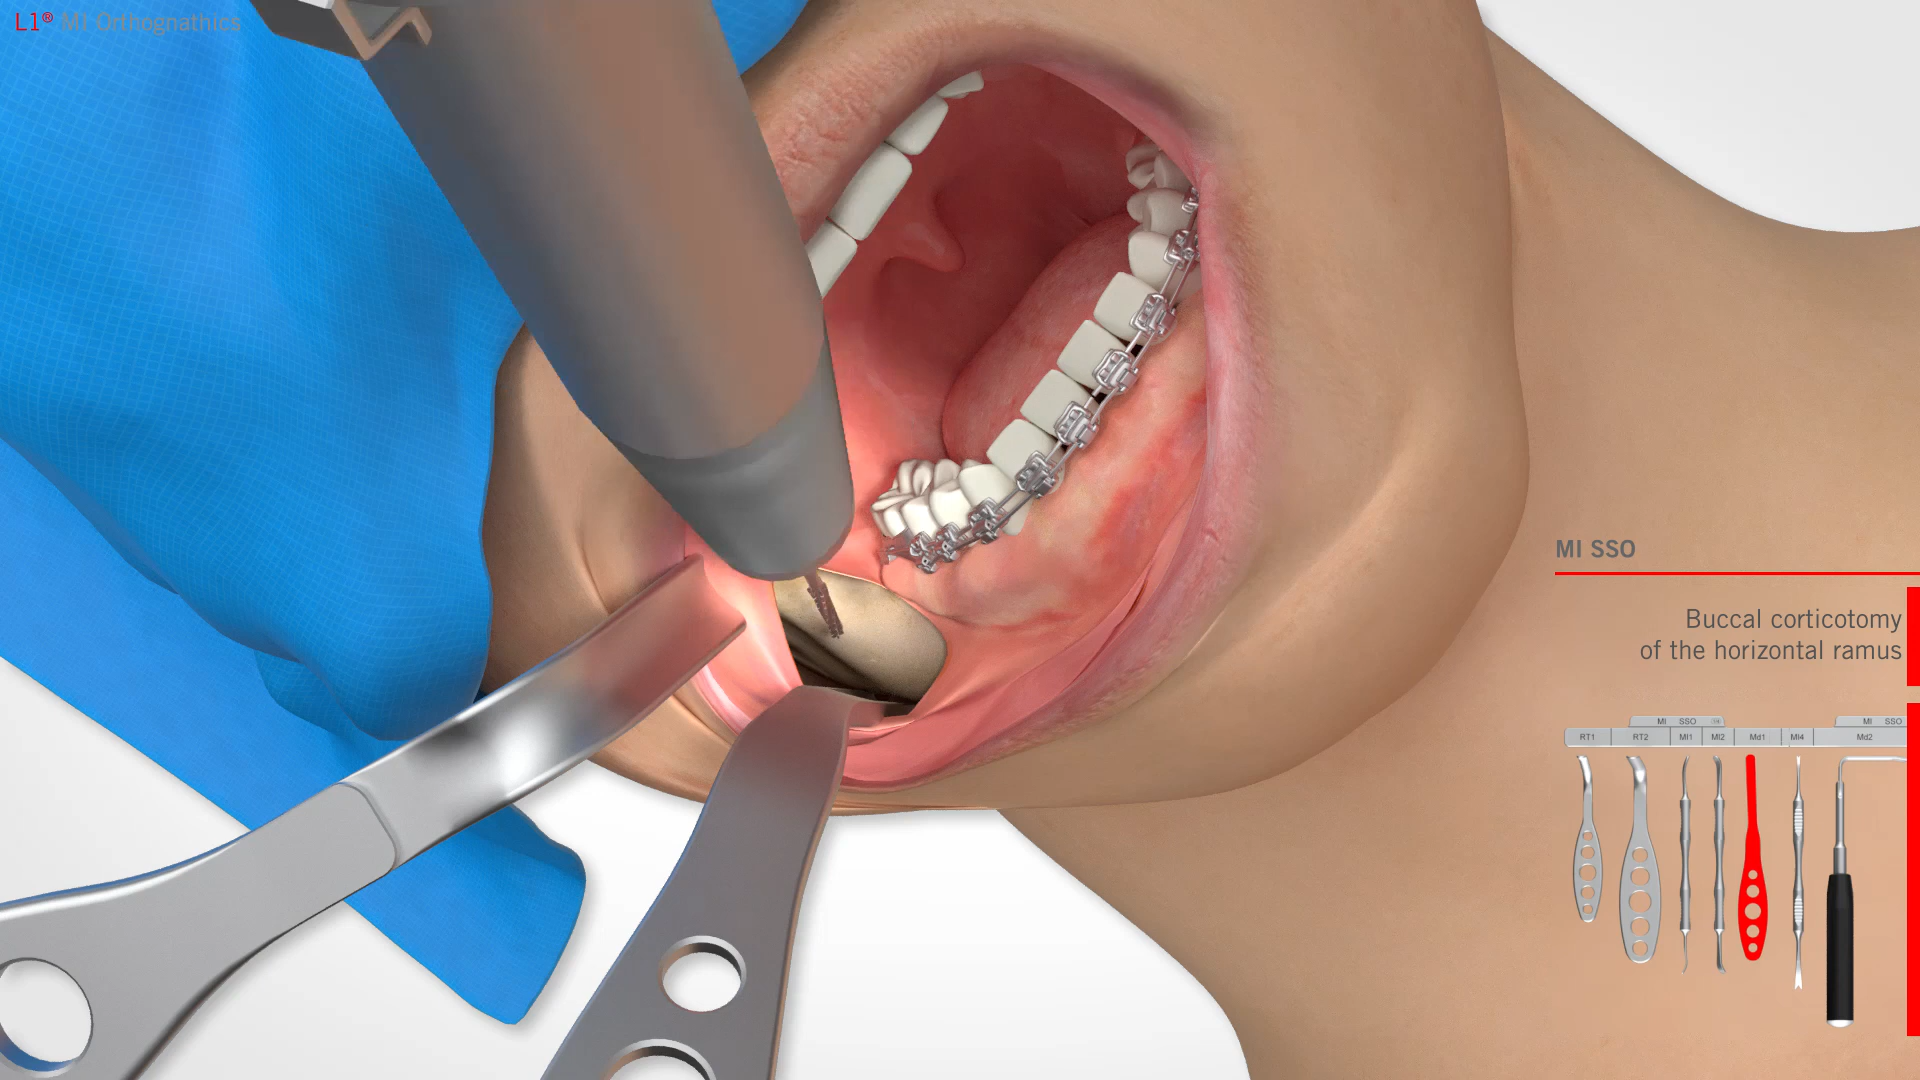 L1® MI Orthognathics
MI SSO
Buccal corticotomy
of the horizontal ramus
MI SSO
MI SSO
RT1 RT2 MI1 MI2 Md1 MI4 Md2